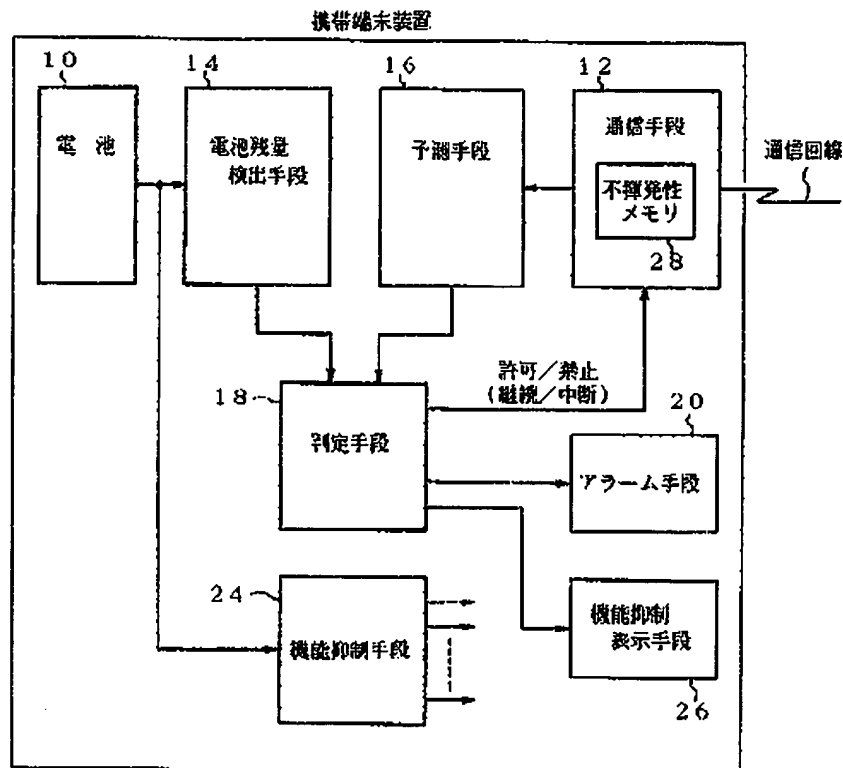 携帯端末装置
10
電 池
14
電池残量
検出手段
16
予測手段
12
通信手段
不揮発性
メモリ
28
通信回線
18
判定手段
許可/禁止
(継続/中断)
20
アラーム手段
24
機能抑制手段
機能抑制
表示手段
26